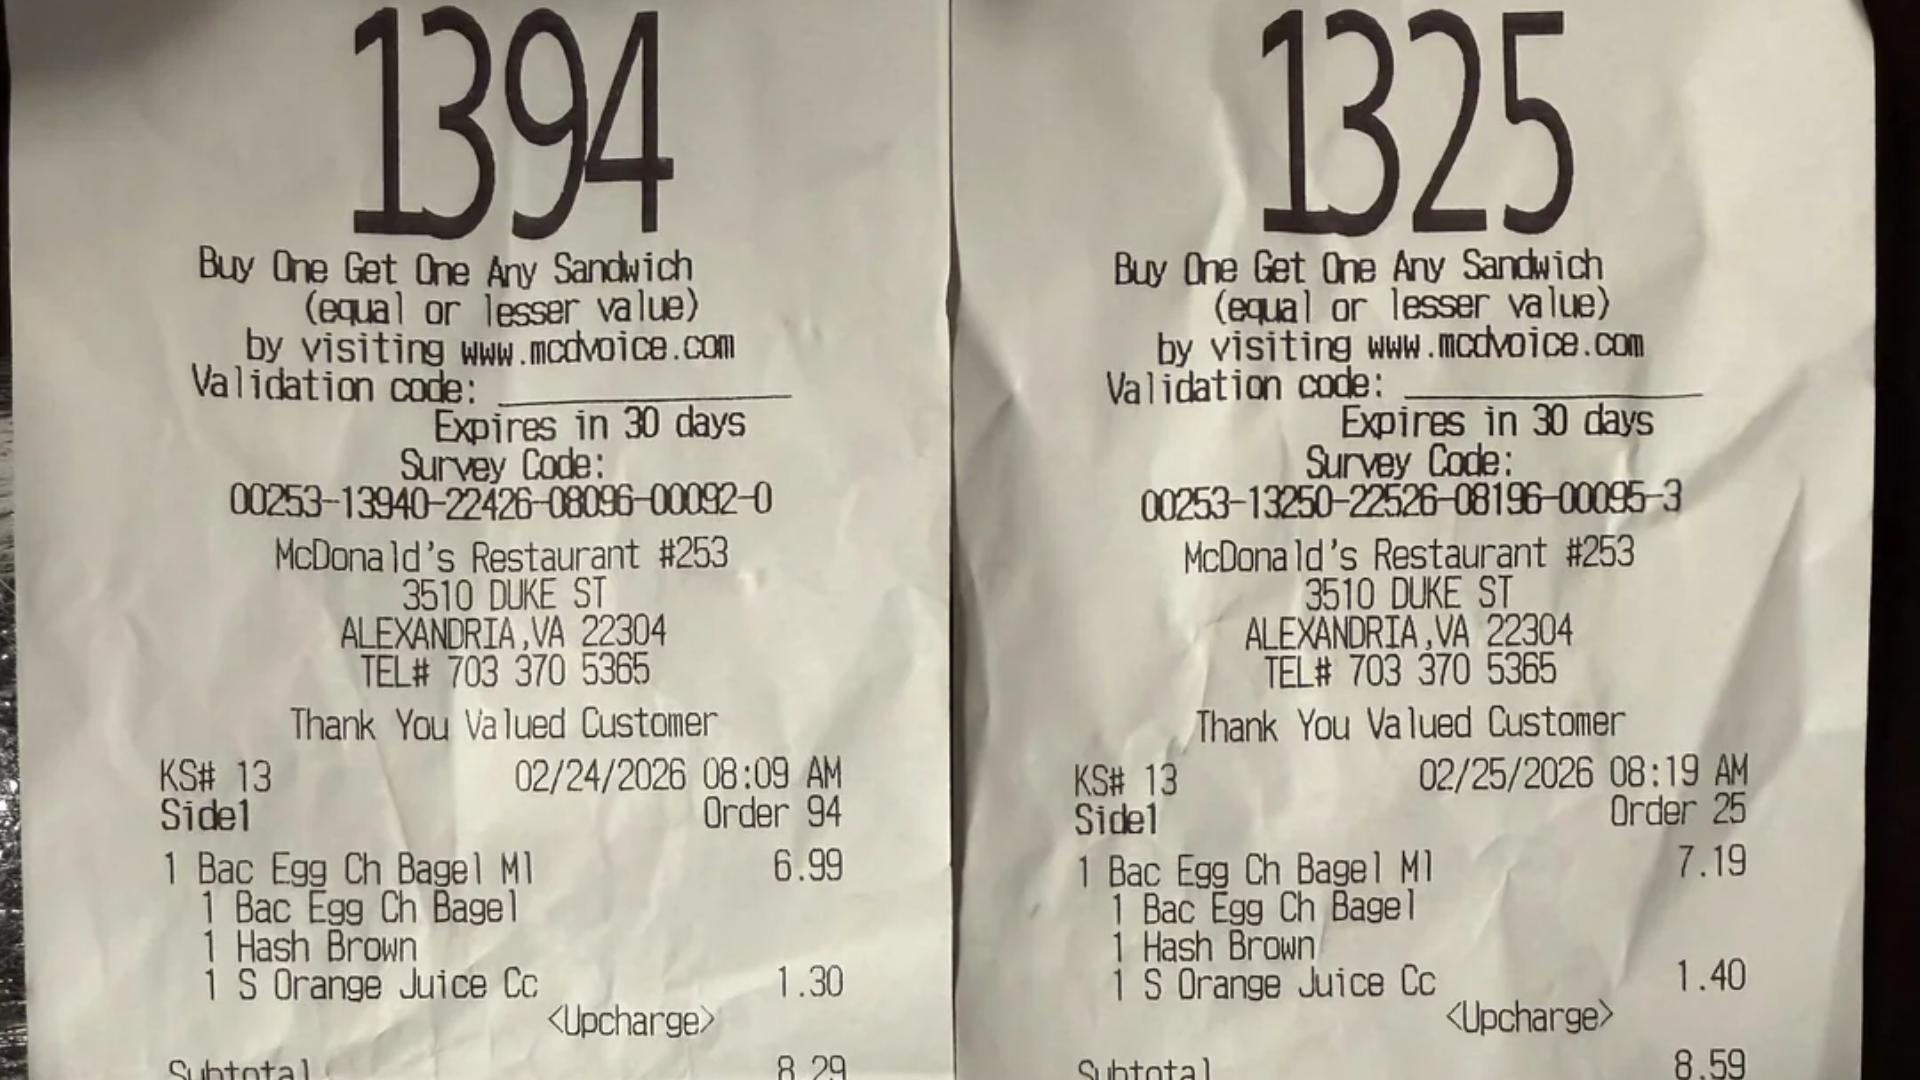 1394
Buy One Get One Any Sandwich
(equal or lesser value)
by visiting www.mcdvoice.com
Validation code: ____________
Expires in 30 days
Survey Code:
00253-13940-22426-08096-00092-0
McDonald's Restaurant #253
3510 DUKE ST
ALEXANDRIA,VA 22304
TEL# 703 370 5365
Thank You Valued Customer
KS# 13 02/24/2026 08:09 AM
Side1 Order 94
1 Bac Egg Ch Bagel Ml 6.99
1 Bac Egg Ch Bagel
1 Hash Brown
1 S Orange Juice Cc 1.30
<Upcharge>
Subtotal 8.29
1325
Buy One Get One Any Sandwich
(equal or lesser value)
by visiting www.mcdvoice.com
Validation code: ____________
Expires in 30 days
Survey Code:
00253-13250-22526-08196-00095-3
McDonald's Restaurant #253
3510 DUKE ST
ALEXANDRIA,VA 22304
TEL# 703 370 5365
Thank You Valued Customer
KS# 13 02/25/2026 08:19 AM
Side1 Order 25
1 Bac Egg Ch Bagel Ml 7.19
1 Bac Egg Ch Bagel
1 Hash Brown
1 S Orange Juice Cc 1.40
<Upcharge>
Subtotal 8.59